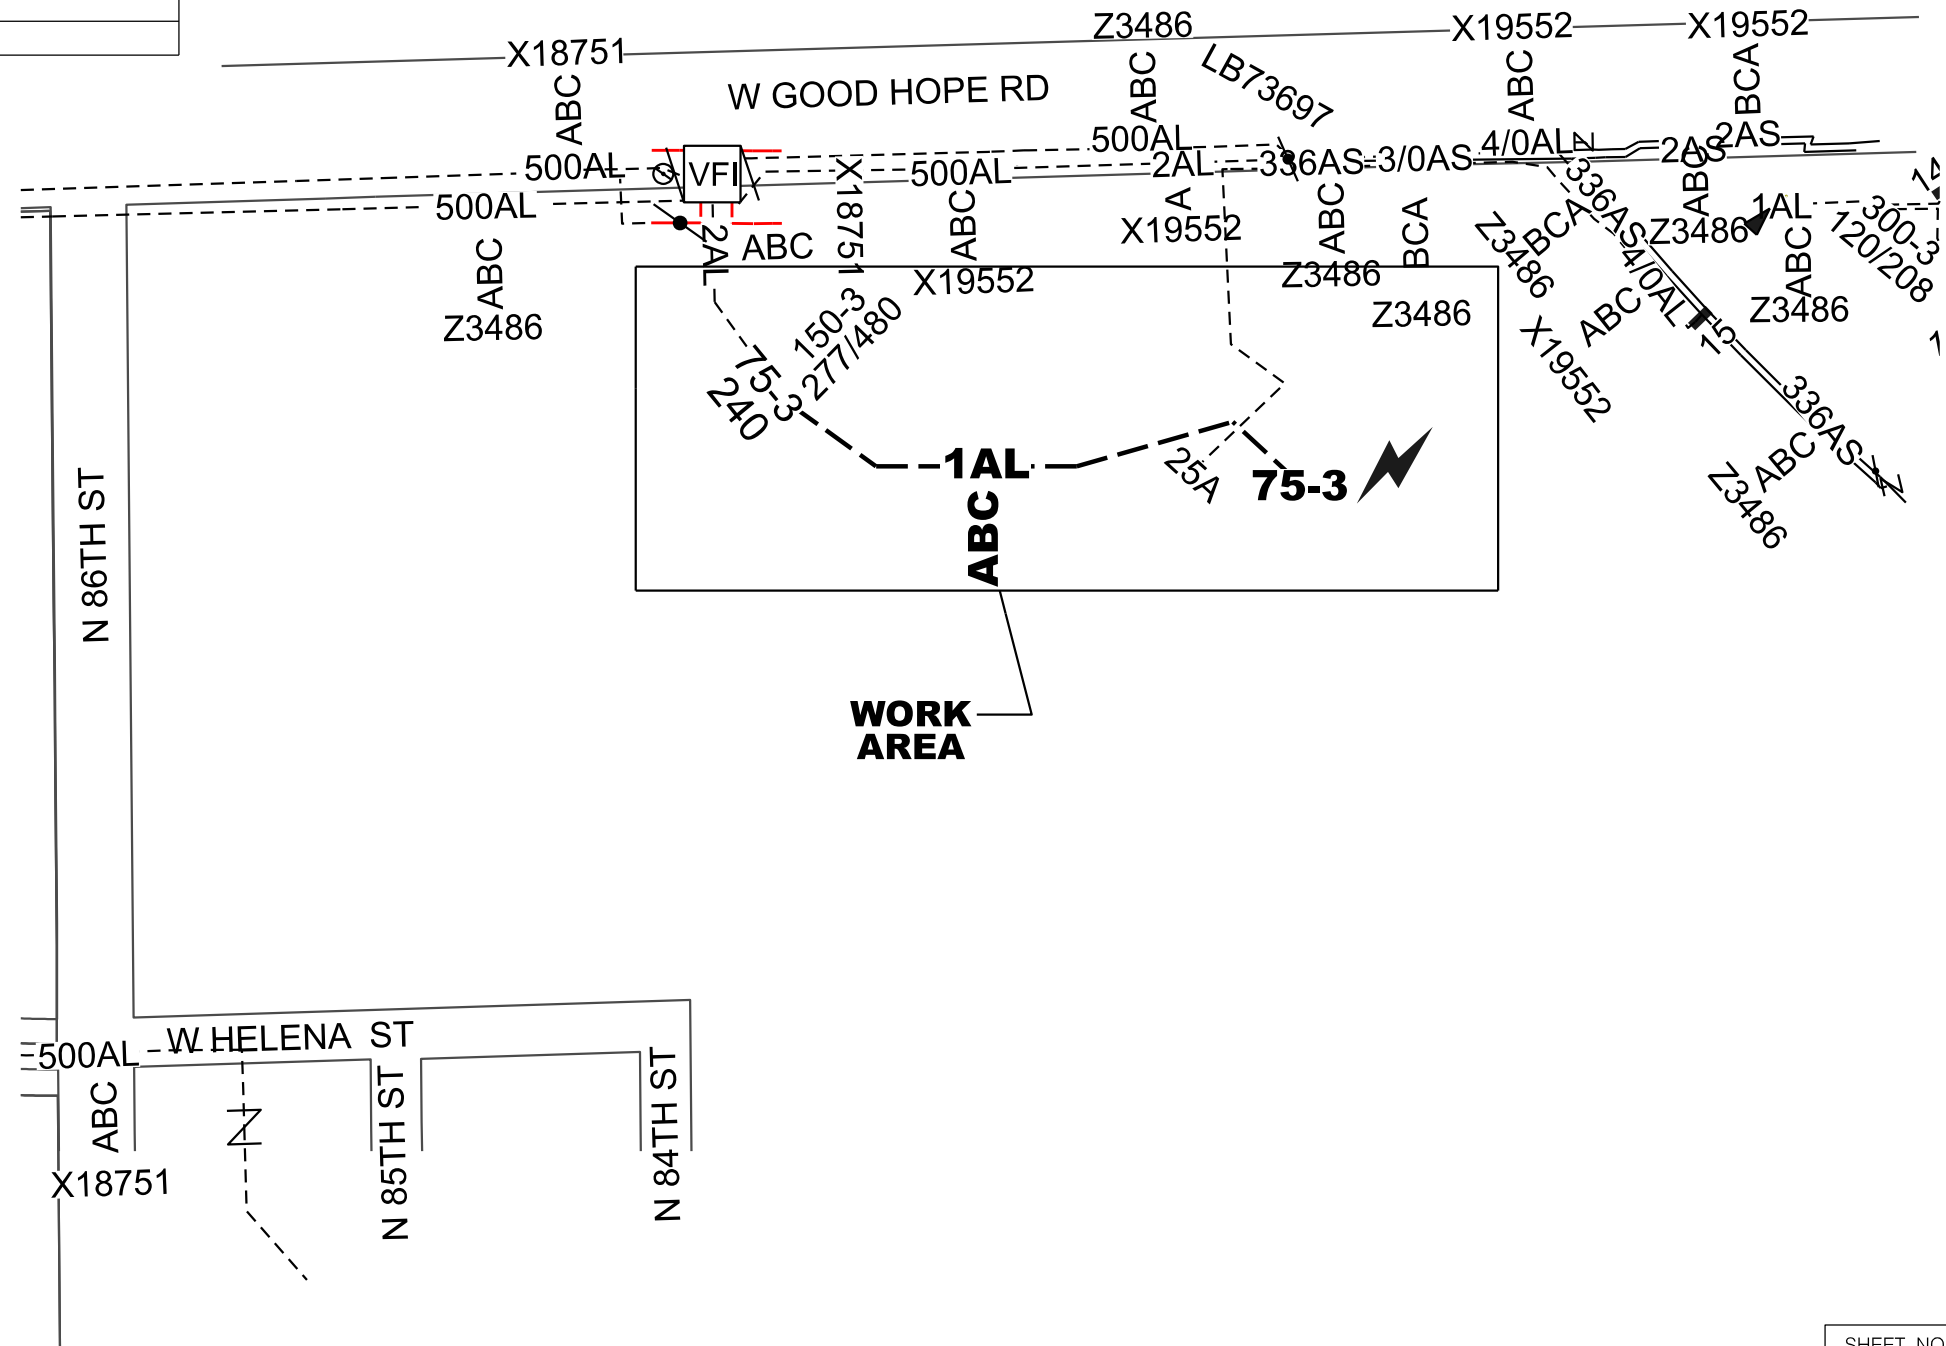 X18751
ABC
W GOOD HOPE RD
Z3486
ABC
LB73697
X19552
ABC
X19552
BCA
500AL
500AL
VFI
2AL
ABC
X18751
500AL
ABC
X19552
500AL
2AL
A
X19552
336AS
3/0AS
4/0AL
2AS
2AS
ABC
Z3486
ABC
Z3486
BCA
Z3486
ABC
Z3486
336AS
BCA
Z3486
4/0AL
ABC
X19552
15
336AS
ABC
Z3486
1AL
ABC
Z3486
300-3
120/208
150-3
277/480
75-3
240
1AL
ABC
25A
75-3
WORK
AREA
N 86TH ST
W HELENA ST
500AL
ABC
X18751
N 85TH ST
N 84TH ST
SHEET NO